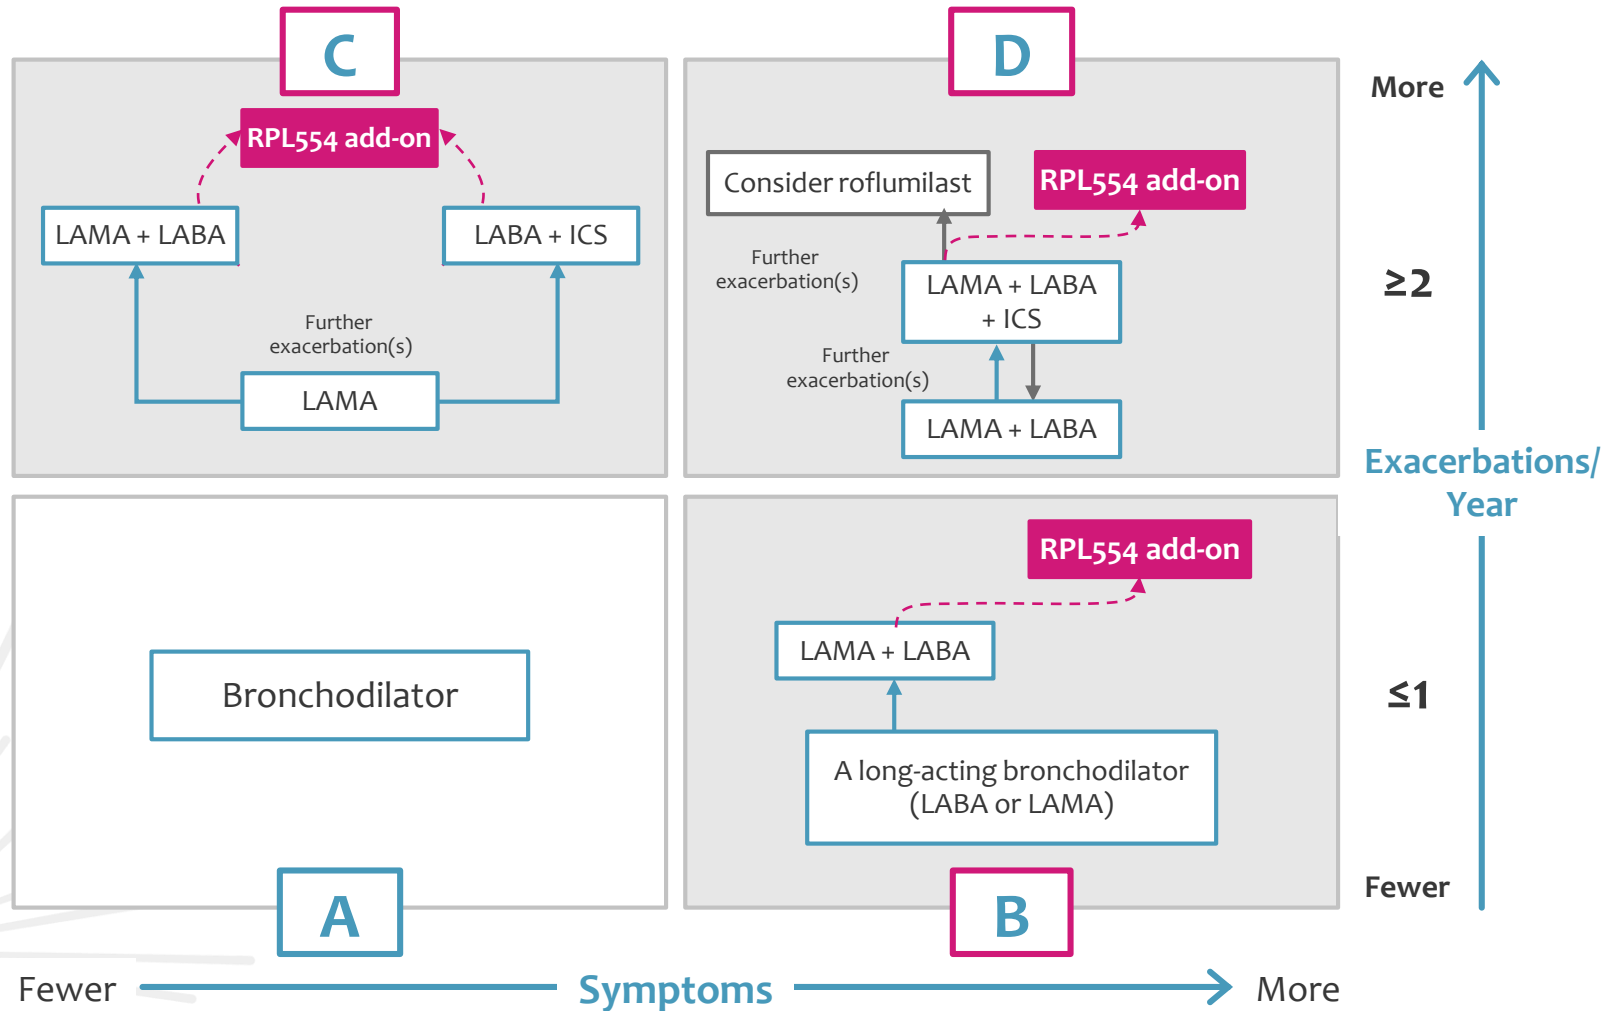 C
RPL554 add-on
LAMA + LABA
LABA + ICS
Further
exacerbation(s)
LAMA
D
Consider roflumilast
RPL554 add-on
Further
exacerbation(s)
LAMA + LABA
+ ICS
Further
exacerbation(s)
LAMA + LABA
More
≥2
Exacerbations/
Year
≤1
Fewer
Bronchodilator
A
RPL554 add-on
LAMA + LABA
A long-acting bronchodilator
(LABA or LAMA)
B
Fewer
Symptoms
More